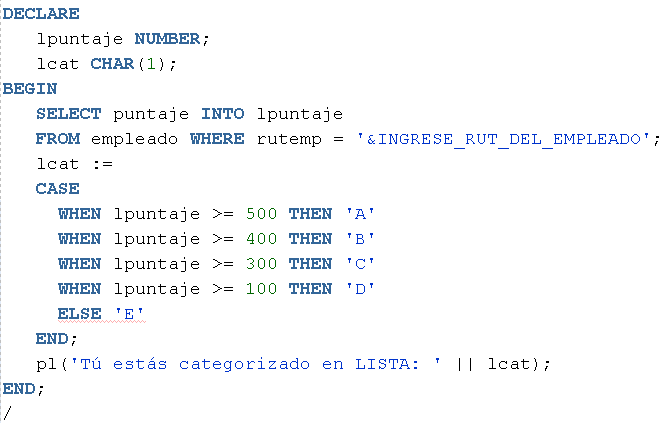 DECLARE
lpuntaje NUMBER;
lcat CHAR(1);
BEGIN
SELECT puntaje INTO lpuntaje
FROM empleado WHERE rutemp = '&INGRESE_RUT_DEL_EMPLEADO';
lcat :=
CASE
WHEN lpuntaje >= 500 THEN 'A'
WHEN lpuntaje >= 400 THEN 'B'
WHEN lpuntaje >= 300 THEN 'C'
WHEN lpuntaje >= 100 THEN 'D'
ELSE 'E'
END;
pl('Tú estás categorizado en LISTA: ' || lcat);
END;
/